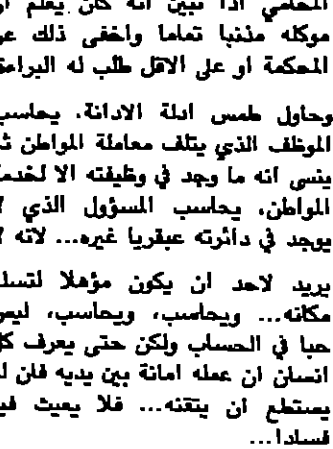 المحامي اذا تبين انه كان يعلم ان
موكله مذنبا تماما واخفى ذلك عن
المحكمة او على الاقل طلب له البراءة
وحاول طمس ادلة الادانة. يحاسب
الموظف الذي يتلف معاملة المواطن ثم
ينسى انه ما وجد في وظيفته الا لخدمة
المواطن. يحاسب المسؤول الذي لا
يوجد في دائرته عبقريا غيره... لانه لا
يريد لاحد ان يكون مؤهلا لتسلم
مكانه... ويحاسب، ويحاسب، ليس
حبا في الحساب ولكن حتى يعرف كل
انسان ان عمله امانة بين يديه فان لم
يستطع ان يتقنه... فلا يعيث فيه
فسادا...